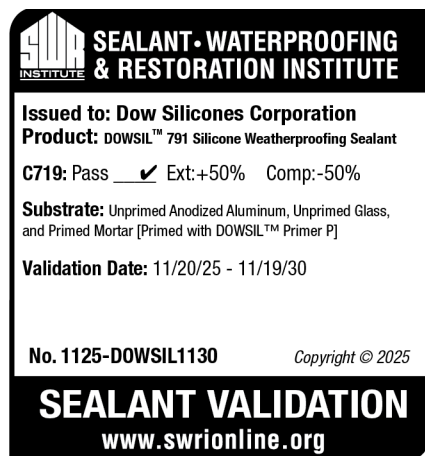 SWR
INSTITUTE
SEALANT • WATERPROOFING
& RESTORATION INSTITUTE
Issued to: Dow Silicones Corporation
Product: DOWSIL™ 791 Silicone Weatherproofing Sealant
C719: Pass ____✔ Ext:+50% Comp:-50%
Substrate: Unprimed Anodized Aluminum, Unprimed Glass,
and Primed Mortar [Primed with DOWSIL™ Primer P]
Validation Date: 11/20/25 - 11/19/30
No. 1125-DOWSIL1130 Copyright © 2025
SEALANT VALIDATION
www.swrionline.org